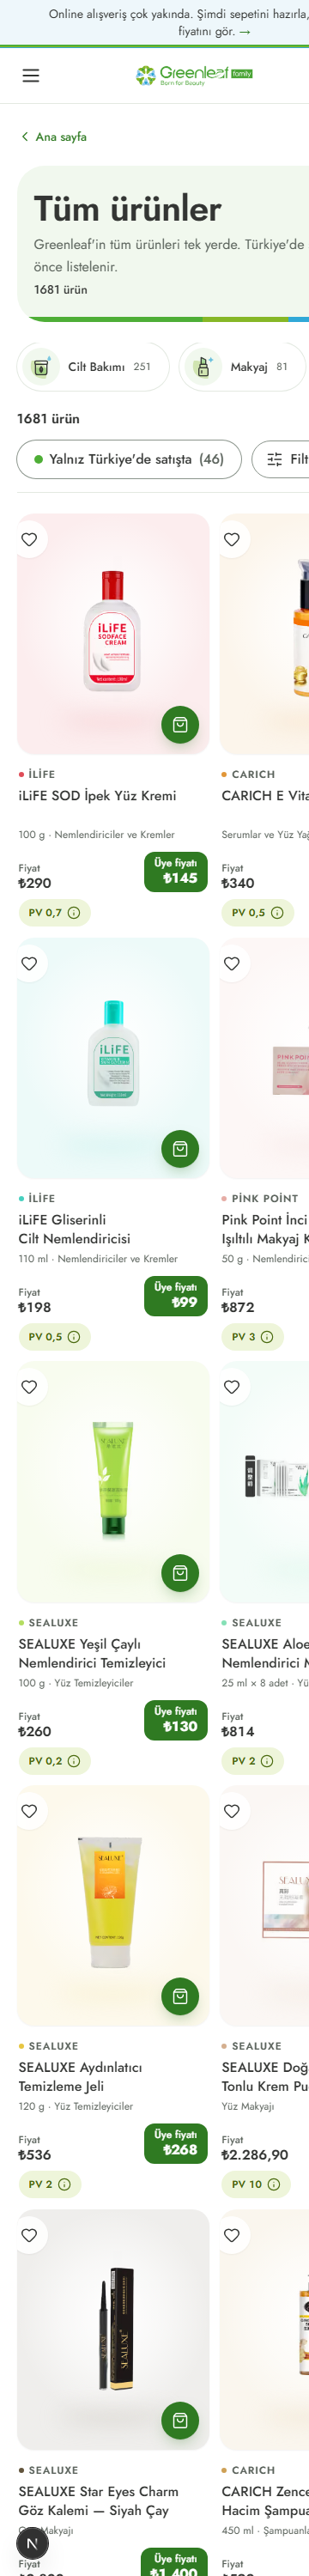 Online alışveriş çok yakında. Şimdi sepetini hazırla,
fiyatını gör. →
Greenleaf family
Born for Beauty
Ana sayfa
Tüm ürünler
Greenleaf'in tüm ürünleri tek yerde. Türkiye'de
önce listelenir.
1681 ürün
Cilt Bakımı 251
Makyaj 81
1681 ürün
Yalnız Türkiye'de satışta (46)
Filt
iLiFE
SODFACE
CREAM
İLİFE
iLiFE SOD İpek Yüz Kremi
100 g · Nemlendiriciler ve Kremler
Fiyat
₺290
Üye fiyatı
₺145
PV 0,7
CARICH
CARICH E Vita
Serumlar ve Yüz Yağ
Fiyat
₺340
PV 0,5
iLiFE
İLİFE
iLiFE Gliserinli
Cilt Nemlendiricisi
110 ml · Nemlendiriciler ve Kremler
Fiyat
₺198
Üye fiyatı
₺99
PV 0,5
PINK POI
PİNK POİNT
Pink Point İnci
Işıltılı Makyaj K
50 g · Nemlendiric
Fiyat
₺872
PV 3
SEALUXE
SEALUXE
SEALUXE Yeşil Çaylı
Nemlendirici Temizleyici
100 g · Yüz Temizleyiciler
Fiyat
₺260
Üye fiyatı
₺130
PV 0,2
SEALUXE
SEALUXE Aloe
Nemlendirici M
25 ml × 8 adet · Yü
Fiyat
₺814
PV 2
SEALUXE
SEALUXE
SEALUXE Aydınlatıcı
Temizleme Jeli
120 g · Yüz Temizleyiciler
Fiyat
₺536
Üye fiyatı
₺268
PV 2
SEALUX
SEALUXE
SEALUXE Doğa
Tonlu Krem Pu
Yüz Makyajı
Fiyat
₺2.286,90
PV 10
SEALUXE
SEALUXE Star Eyes Charm
Göz Kalemi — Siyah Çay
Makyajı
Fiyat
Üye fiyatı
₺1.400
CARICH
CARICH Zence
Hacim Şampua
450 ml · Şampuanla
Fiyat
N